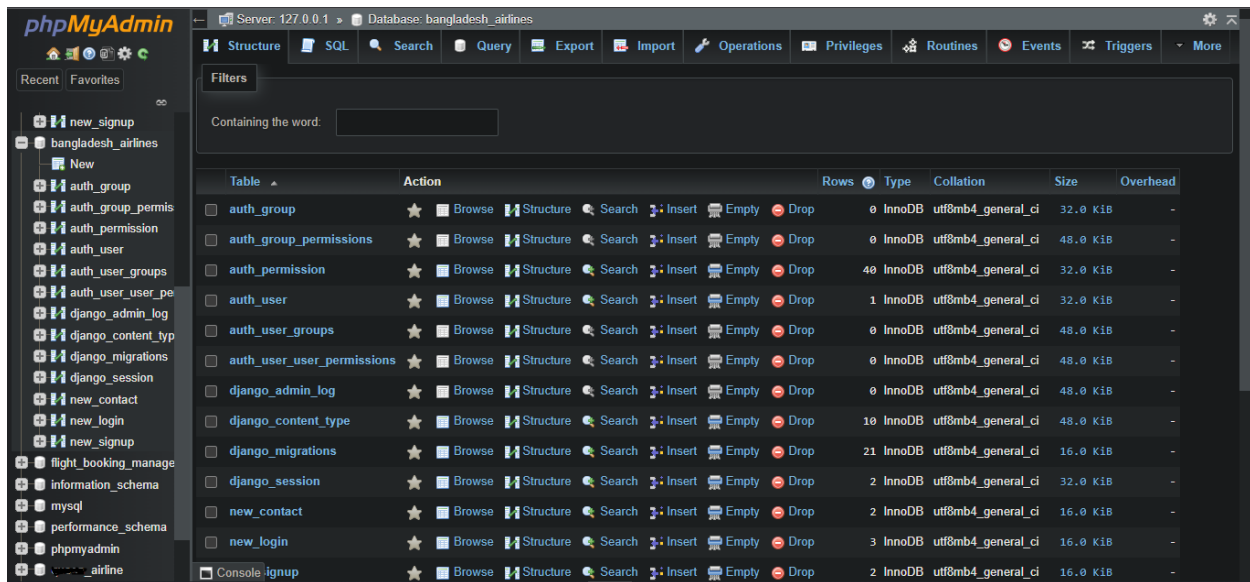 phpMyAdmin
Recent Favorites
new_signup
bangladesh_airlines
New
auth_group
auth_group_permis
auth_permission
auth_user
auth_user_groups
auth_user_user_pe
django_admin_log
django_content_typ
django_migrations
django_session
new_contact
new_login
new_signup
flight_booking_manage
information_schema
mysql
performance_schema
phpmyadmin
_airline
Server: 127.0.0.1 » Database: bangladesh_airlines
Structure SQL Search Query Export Import Operations Privileges Routines Events Triggers More
Filters
Containing the word:
Table Action Rows Type Collation Size Overhead
auth_group Browse Structure Search Insert Empty Drop 0 InnoDB utf8mb4_general_ci 32.0 KiB -
auth_group_permissions Browse Structure Search Insert Empty Drop 0 InnoDB utf8mb4_general_ci 48.0 KiB -
auth_permission Browse Structure Search Insert Empty Drop 40 InnoDB utf8mb4_general_ci 32.0 KiB -
auth_user Browse Structure Search Insert Empty Drop 1 InnoDB utf8mb4_general_ci 32.0 KiB -
auth_user_groups Browse Structure Search Insert Empty Drop 0 InnoDB utf8mb4_general_ci 48.0 KiB -
auth_user_user_permissions Browse Structure Search Insert Empty Drop 0 InnoDB utf8mb4_general_ci 48.0 KiB -
django_admin_log Browse Structure Search Insert Empty Drop 0 InnoDB utf8mb4_general_ci 48.0 KiB -
django_content_type Browse Structure Search Insert Empty Drop 10 InnoDB utf8mb4_general_ci 48.0 KiB -
django_migrations Browse Structure Search Insert Empty Drop 21 InnoDB utf8mb4_general_ci 16.0 KiB -
django_session Browse Structure Search Insert Empty Drop 2 InnoDB utf8mb4_general_ci 32.0 KiB -
new_contact Browse Structure Search Insert Empty Drop 2 InnoDB utf8mb4_general_ci 16.0 KiB -
new_login Browse Structure Search Insert Empty Drop 3 InnoDB utf8mb4_general_ci 16.0 KiB -
Console ignup Browse Structure Search Insert Empty Drop 2 InnoDB utf8mb4_general_ci 16.0 KiB -